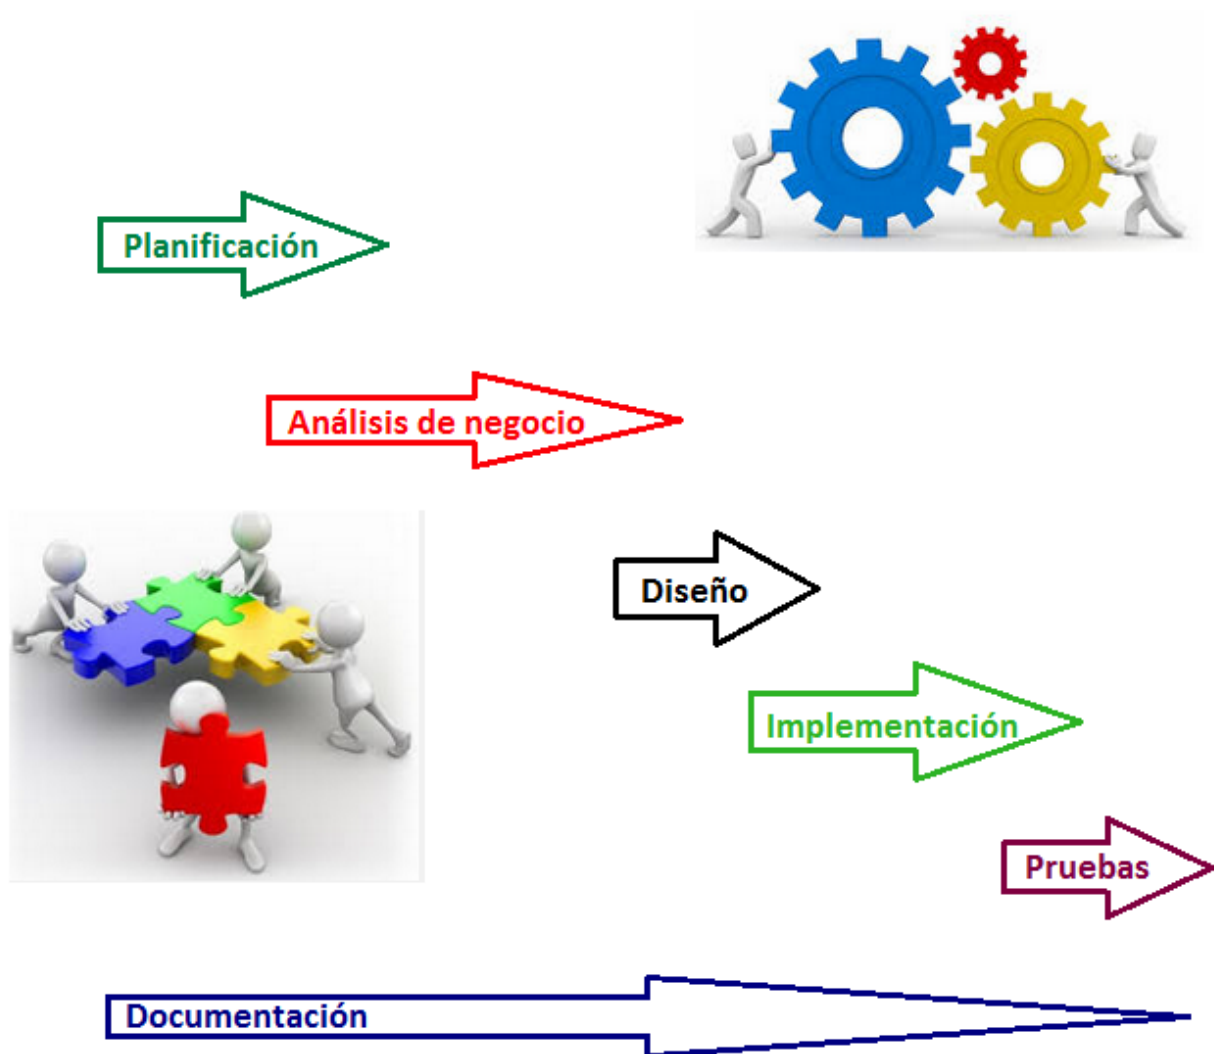 Planificación
Análisis de negocio
Diseño
Implementación
Pruebas
Documentación